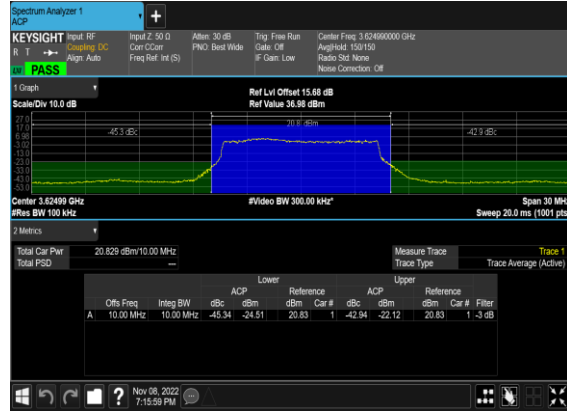 Spectrum Analyzer 1
ACP
+
KEYSIGHT Input: RF Input Z: 50 Ω Atten: 30 dB Trig: Free Run Center Freq: 3.624990000 GHz
R T Coupling: DC Corr CCorr PNO: Best Wide Gate: Off Avg|Hold: 150/150
Align: Auto Freq Ref: Int (S) IF Gain: Low Radio Std: None
LW PASS Noise Correction: Off
1 Graph Ref Lvl Offset 15.68 dB
Scale/Div 10.0 dB Ref Value 36.98 dBm
27.0
17.0 -45.3 dBc 20.8 dBm -42.9 dBc
6.98
-3.02
-13.0
-23.0
-33.0
-43.0
-53.0
Center 3.62499 GHz #Video BW 300.00 kHz* Span 30 MHz
#Res BW 100 kHz Sweep 20.0 ms (1001 pts)
2 Metrics
Total Car Pwr 20.829 dBm/10.00 MHz Measure Trace Trace 1
Total PSD --- Trace Type Trace Average (Active)
Lower Upper
ACP Reference ACP Reference
Offs Freq Integ BW dBc dBm dBm Car # dBc dBm dBm Car # Filter
A 10.00 MHz 10.00 MHz -45.34 -24.51 20.83 1 -42.94 -22.12 20.83 1 -3 dB
? Nov 08, 2022
7:15:59 PM